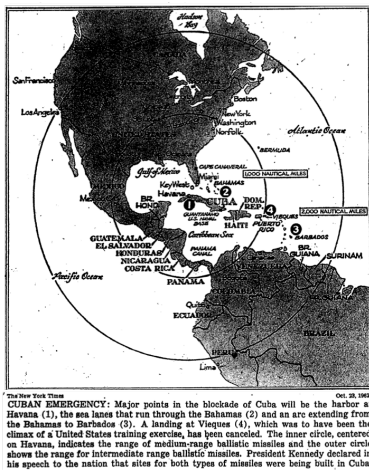 Hudson
Bay
San Francisco
Los Angeles
Boston
New York
Washington
Norfolk
Atlantic Ocean
BERMUDA
CAPE CANAVERAL
Gulf of Mexico
Miami
Key West
BAHAMAS
Havana
1,000 NAUTICAL MILES
2,000 NAUTICAL MILES
MEXICO
BR.
HOND.
1
2
CUBA
DOM.
REP.
4
VIEQUES
PUERTO
RICO
GUANTANAMO
U.S. NAVAL
BASE
HAITI
3
BARBADOS
Caribbean Sea
GUATEMALA
EL SALVADOR
HONDURAS
NICARAGUA
COSTA RICA
PANAMA
CANAL
PANAMA
BR.
GUIANA
SURINAM
Pacific Ocean
Quito
ECUADOR
PERU
BRAZIL
Lima
The New York Times
Oct. 23, 1962
CUBAN EMERGENCY: Major points in the blockade of Cuba will be the harbor a
Havana (1), the sea lanes that run through the Bahamas (2) and an arc extending from
the Bahamas to Barbados (3). A landing at Vieques (4), which was to have been the
climax of a United States training exercise, has been canceled. The inner circle, centered
on Havana, indicates the range of medium-range ballistic missiles and the outer circle
shows the range for intermediate range ballistic missiles. President Kennedy declared in
his speech to the nation that sites for both types of missiles were being built in Cuba